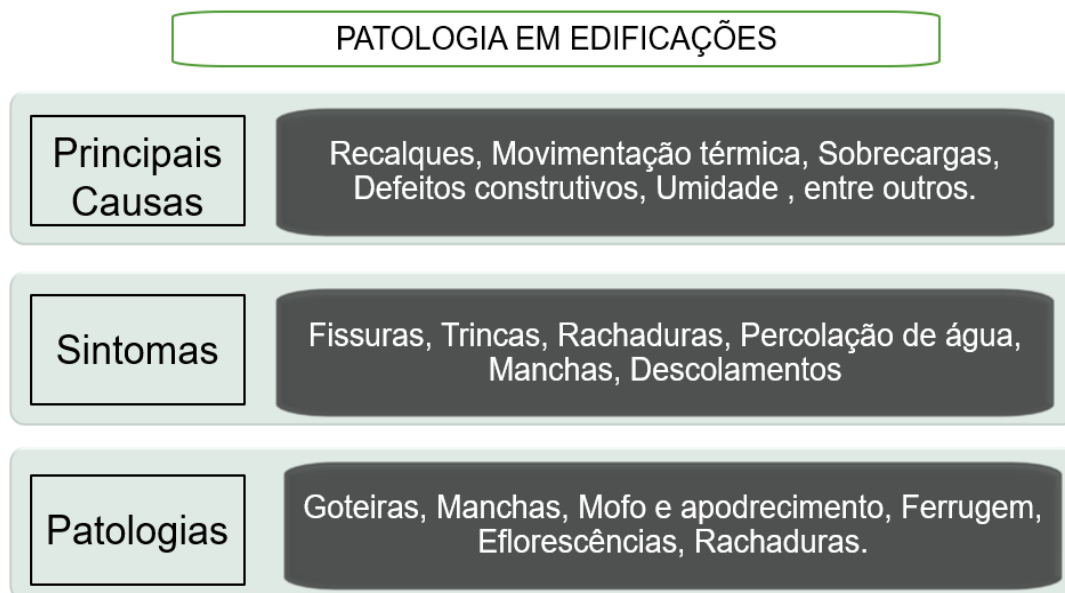 PATOLOGIA EM EDIFICAÇÕES
Principais
Causas
Recalques, Movimentação térmica, Sobrecargas,
Defeitos construtivos, Umidade , entre outros.
Sintomas
Fissuras, Trincas, Rachaduras, Percolação de água,
Manchas, Descolamentos
Patologias
Goteiras, Manchas, Mofo e apodrecimento, Ferrugem,
Eflorescências, Rachaduras.